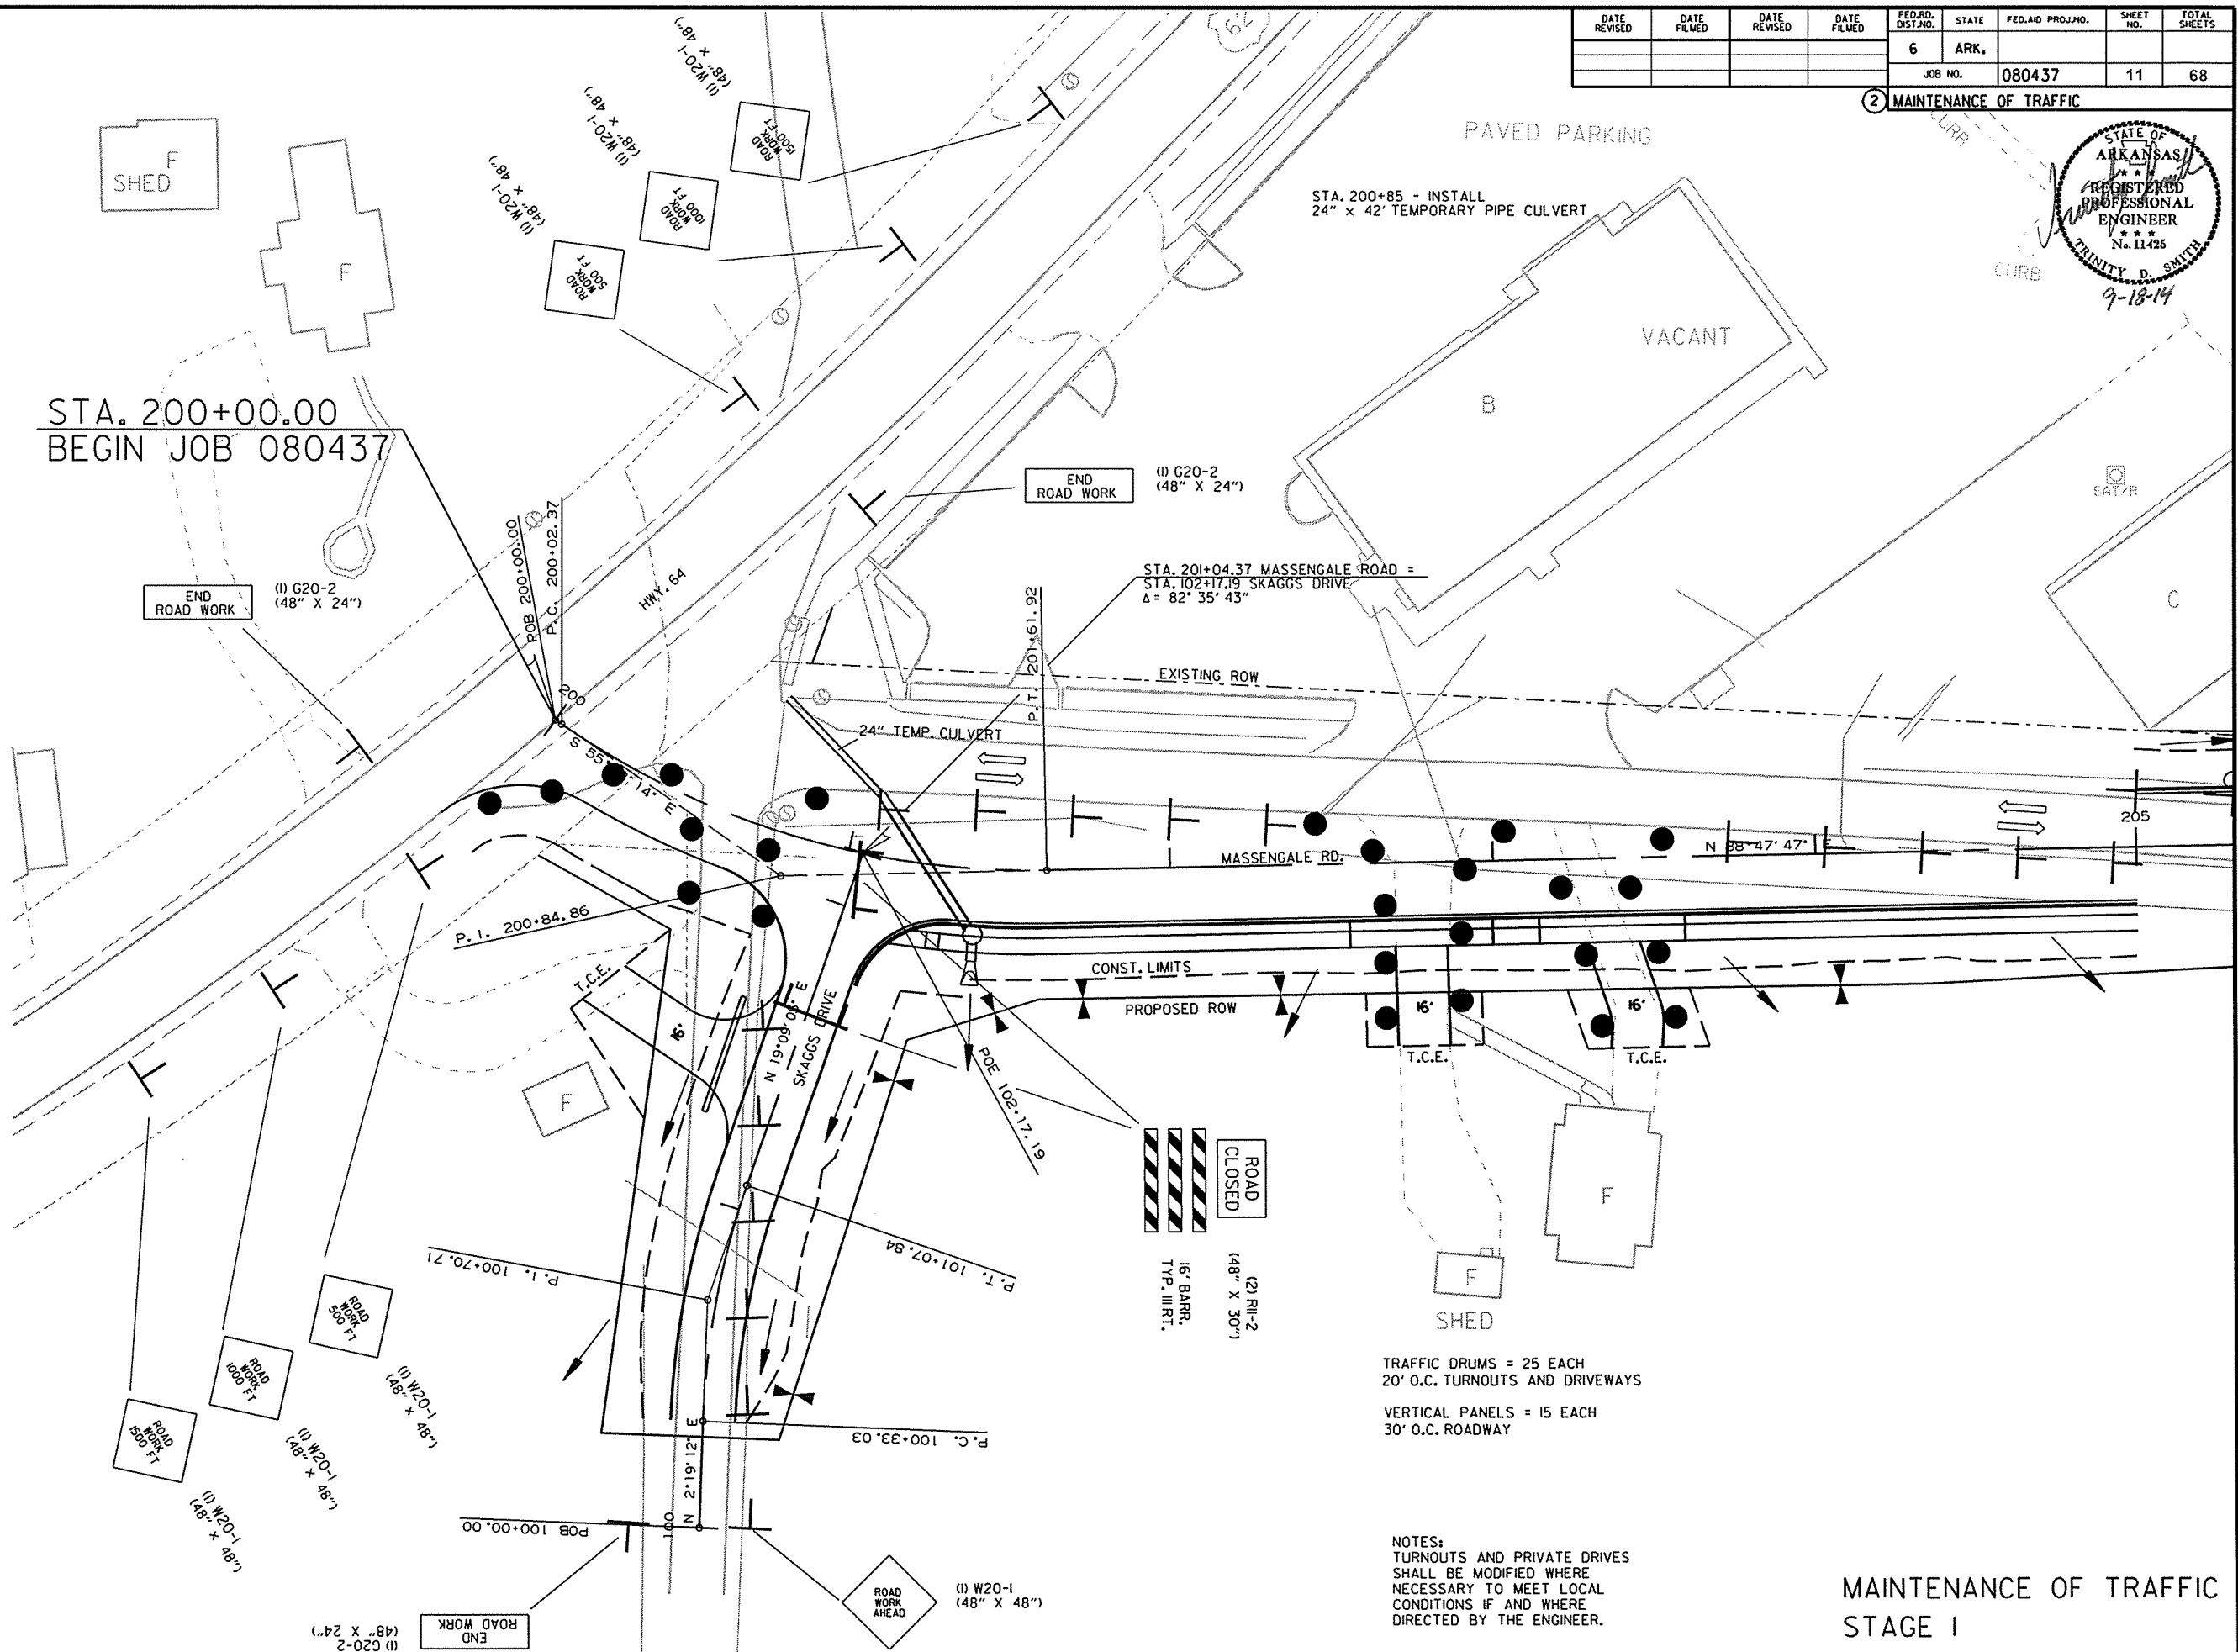 DATE REVISED
DATE FILMED
DATE REVISED
DATE FILMED
FED.RD. DIST.NO.
STATE
FED.AID PROJ.NO.
SHEET NO.
TOTAL SHEETS
6
ARK.
JOB NO.
080437
11
68
2
MAINTENANCE OF TRAFFIC
STATE OF
ARKANSAS
★ ★ ★
REGISTERED
PROFESSIONAL
ENGINEER
★ ★ ★
No. 11425
TRINITY D. SMITH
9-18-14
CURB
PAVED PARKING
STA. 200+85 - INSTALL
24" x 42' TEMPORARY PIPE CULVERT
VACANT
B
SAT/R
C
F
SHED
F
(1) W20-1
(48" X 48")
ROAD
WORK
1500 FT
(1) W20-1
(48" X 48")
ROAD
WORK
1000 FT
(1) W20-1
(48" X 48")
ROAD
WORK
500 FT
STA. 200+00.00
BEGIN JOB 080437
END
ROAD WORK
(1) G20-2
(48" X 24")
END
ROAD WORK
(1) G20-2
(48" X 24")
POB 200+00.00
P.C. 200+02.37
HWY. 64
200
STA. 201+04.37 MASSENGALE ROAD =
STA. 102+17.19 SKAGGS DRIVE
Δ = 82° 35' 43"
P.T. 201+61.92
EXISTING ROW
24" TEMP. CULVERT
MASSENGALE RD.
205
P.I. 200+84.86
T.C.E.
16'
N 19°09'05" E
SKAGGS DRIVE
CONST. LIMITS
PROPOSED ROW
16'
T.C.E.
16'
T.C.E.
POE 102+17.19
F
F
F
SHED
ROAD
CLOSED
(2) R11-2
(48" X 30")
16' BARR.
TYP. III RT.
P.I. 100+70.71
P.T. 101+07.84
P.C. 100+33.03
N 2°19'12" E
POB 100+00.00
100
ROAD
WORK
500 FT
(1) W20-1
(48" X 48")
ROAD
WORK
1000 FT
(1) W20-1
(48" X 48")
ROAD
WORK
1500 FT
(1) W20-1
(48" X 48")
END
ROAD WORK
(1) G20-2
(48" X 24")
ROAD
WORK
AHEAD
(1) W20-1
(48" X 48")
TRAFFIC DRUMS = 25 EACH
20' O.C. TURNOUTS AND DRIVEWAYS
VERTICAL PANELS = 15 EACH
30' O.C. ROADWAY
NOTES:
TURNOUTS AND PRIVATE DRIVES
SHALL BE MODIFIED WHERE
NECESSARY TO MEET LOCAL
CONDITIONS IF AND WHERE
DIRECTED BY THE ENGINEER.
MAINTENANCE OF TRAFFIC
STAGE 1